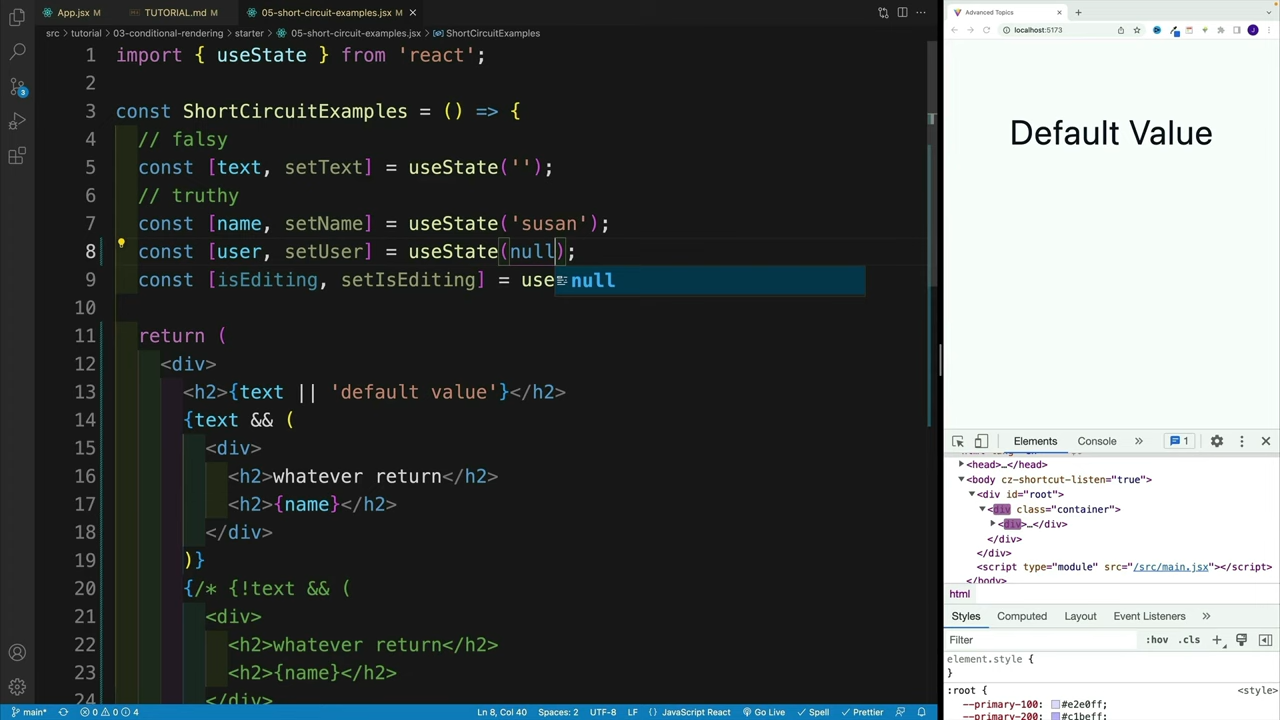 App.jsx
TUTORIAL.md
05-short-circuit-examples.jsx
src > tutorial > 03-conditional-rendering > s > 05-short-circuit-examples.jsx > ShortCircuitExamples
1 import { useState } from 'react';
2
3 const ShortCircuitExamples = () => {
4 // falsy
5 const [text, setText] = useState('');
6 // truthy
7 const [name, setName] = useState('susan');
8 const [user, setUser] = useState(null);
9 const [isEditing, setIsEditing] = use
null
10
11 return (
12 <div>
13 <h2>{text || 'default value'}</h2>
14 {text && (
15 <div>
16 <h2>whatever return</h2>
17 <h2>{name}</h2>
18 </div>
19 )}
20 {/* {!text && (
21 <div>
22 <h2>whatever return</h2>
23 <h2>{name}</h2>
24 </div>
3
main* 0 0 4 Ln 8, Col 40 Spaces: 2 UTF-8 LF JavaScript React Go Live Spell Prettier
Advanced Topics
localhost:5173
J
Default Value
Elements Console » 1
<head>…</head>
<body cz-shortcut-listen="true">
<div id="root">
<div class="container">
<div>…</div>
</div>
</div>
<script type="module" src="/src/main.jsx"></script>
</body>
html
Styles Computed Layout Event Listeners »
Filter :hov .cls +
element.style {
}
:root { <style>
--primary-100: #e2e0ff;
--primary-200: #c1beff;